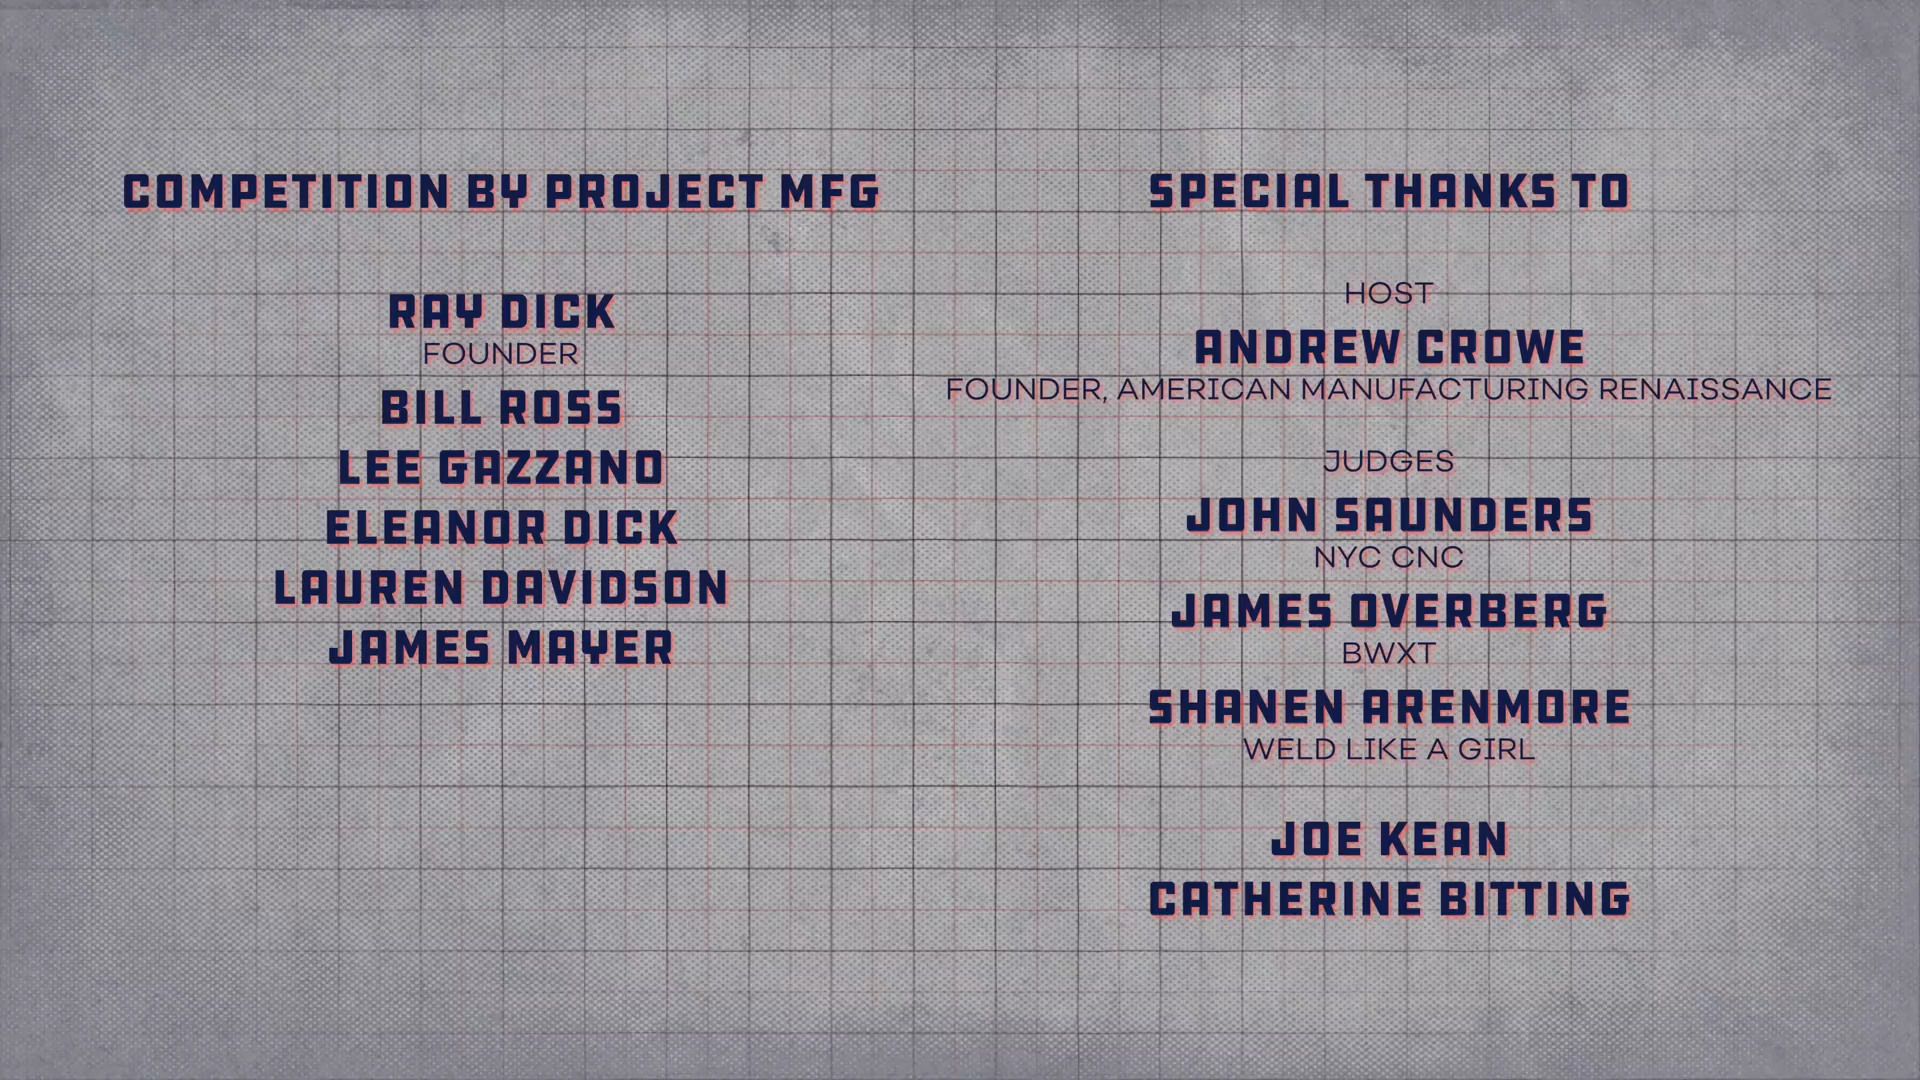 COMPETITION BY PROJECT MFG
RAY DICK
FOUNDER
BILL ROSS
LEE GAZZANO
ELEANOR DICK
LAUREN DAVIDSON
JAMES MAYER
SPECIAL THANKS TO
HOST
ANDREW CROWE
FOUNDER, AMERICAN MANUFACTURING RENAISSANCE
JUDGES
JOHN SAUNDERS
NYC CNC
JAMES OVERBERG
BWXT
SHANEN ARENMORE
WELD LIKE A GIRL
JOE KEAN
CATHERINE BITTING